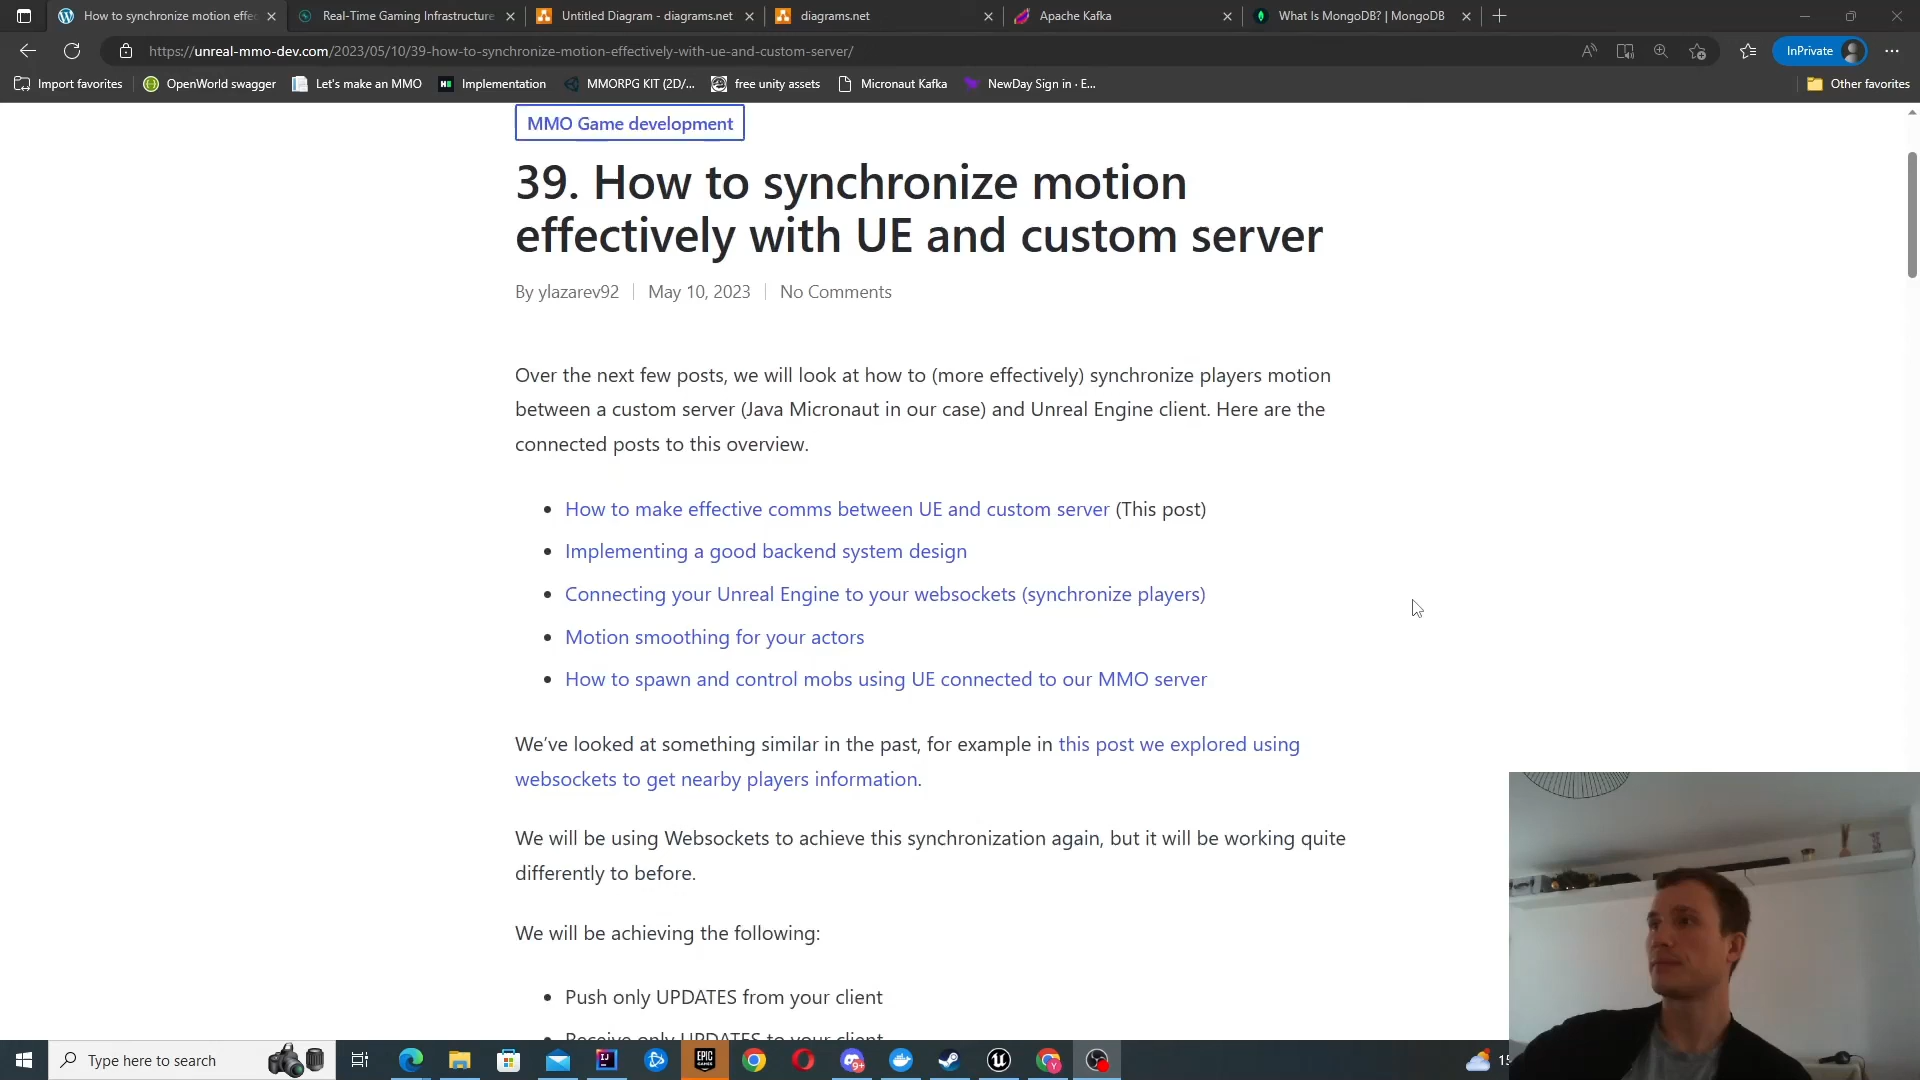 How to synchronize motion effec
Real-Time Gaming Infrastructure
Untitled Diagram - diagrams.net
diagrams.net
Apache Kafka
What Is MongoDB? | MongoDB
https://unreal-mmo-dev.com/2023/05/10/39-how-to-synchronize-motion-effectively-with-ue-and-custom-server/
InPrivate
Import favorites
OpenWorld swagger
Let's make an MMO
Implementation
MMORPG KIT (2D/...
free unity assets
Micronaut Kafka
NewDay Sign in · E...
Other favorites
MMO Game development
39. How to synchronize motion
effectively with UE and custom server
By ylazarev92 | May 10, 2023 | No Comments
Over the next few posts, we will look at how to (more effectively) synchronize players motion
between a custom server (Java Micronaut in our case) and Unreal Engine client. Here are the
connected posts to this overview.
• How to make effective comms between UE and custom server (This post)
• Implementing a good backend system design
• Connecting your Unreal Engine to your websockets (synchronize players)
• Motion smoothing for your actors
• How to spawn and control mobs using UE connected to our MMO server
We've looked at something similar in the past, for example in this post we explored using
websockets to get nearby players information.
We will be using Websockets to achieve this synchronization again, but it will be working quite
differently to before.
We will be achieving the following:
• Push only UPDATES from your client
• Receive only UPDATES to your client
Type here to search
EPIC
GAMES
9+
15